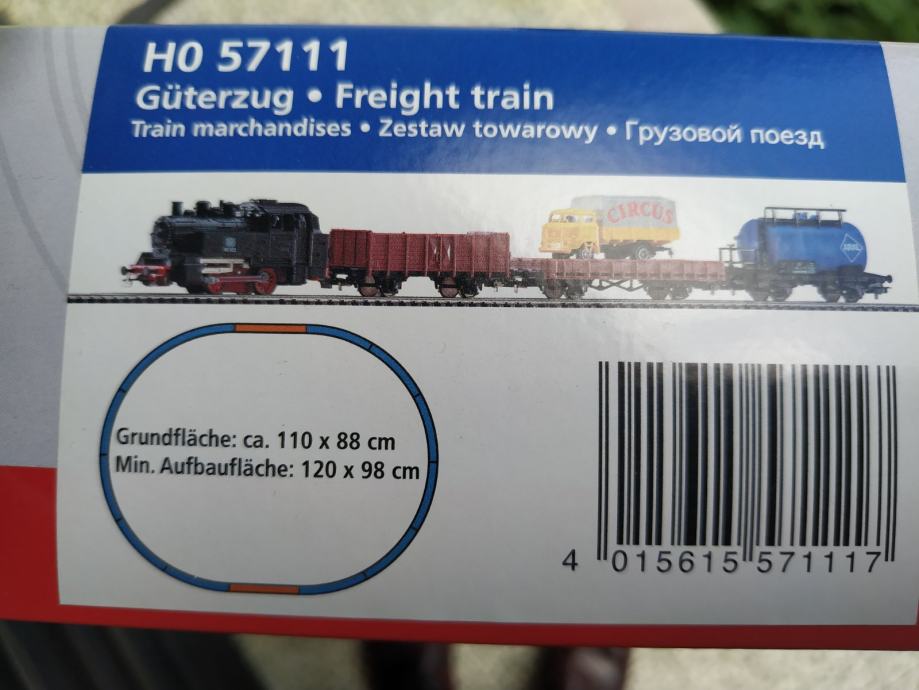 H0 57111
Güterzug • Freight train
Train marchandises • Zestaw towarowy • Грузовой поезд
CIRCUS
Grundfläche: ca. 110 x 88 cm
Min. Aufbaufläche: 120 x 98 cm
4 015615 571117